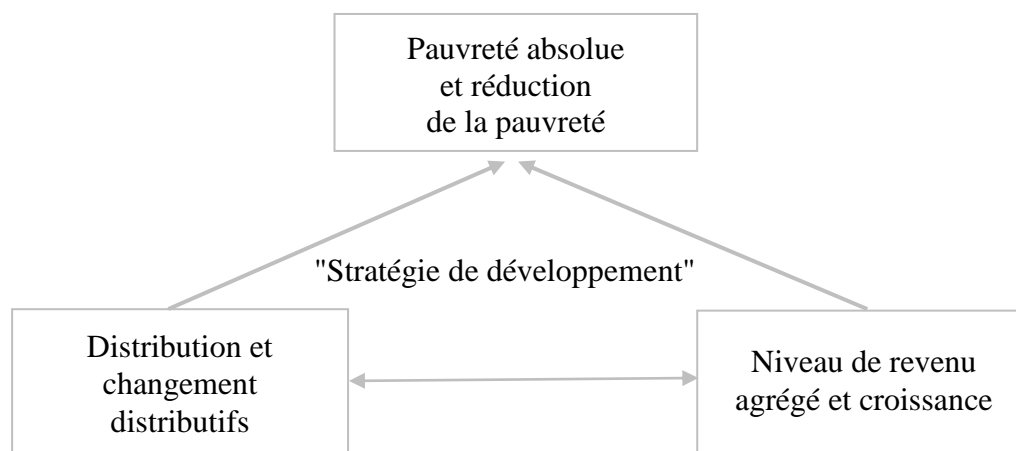 Pauvreté absolue
et réduction
de la pauvreté
"Stratégie de développement"
Distribution et
changement
distributifs
Niveau de revenu
agrégé et croissance